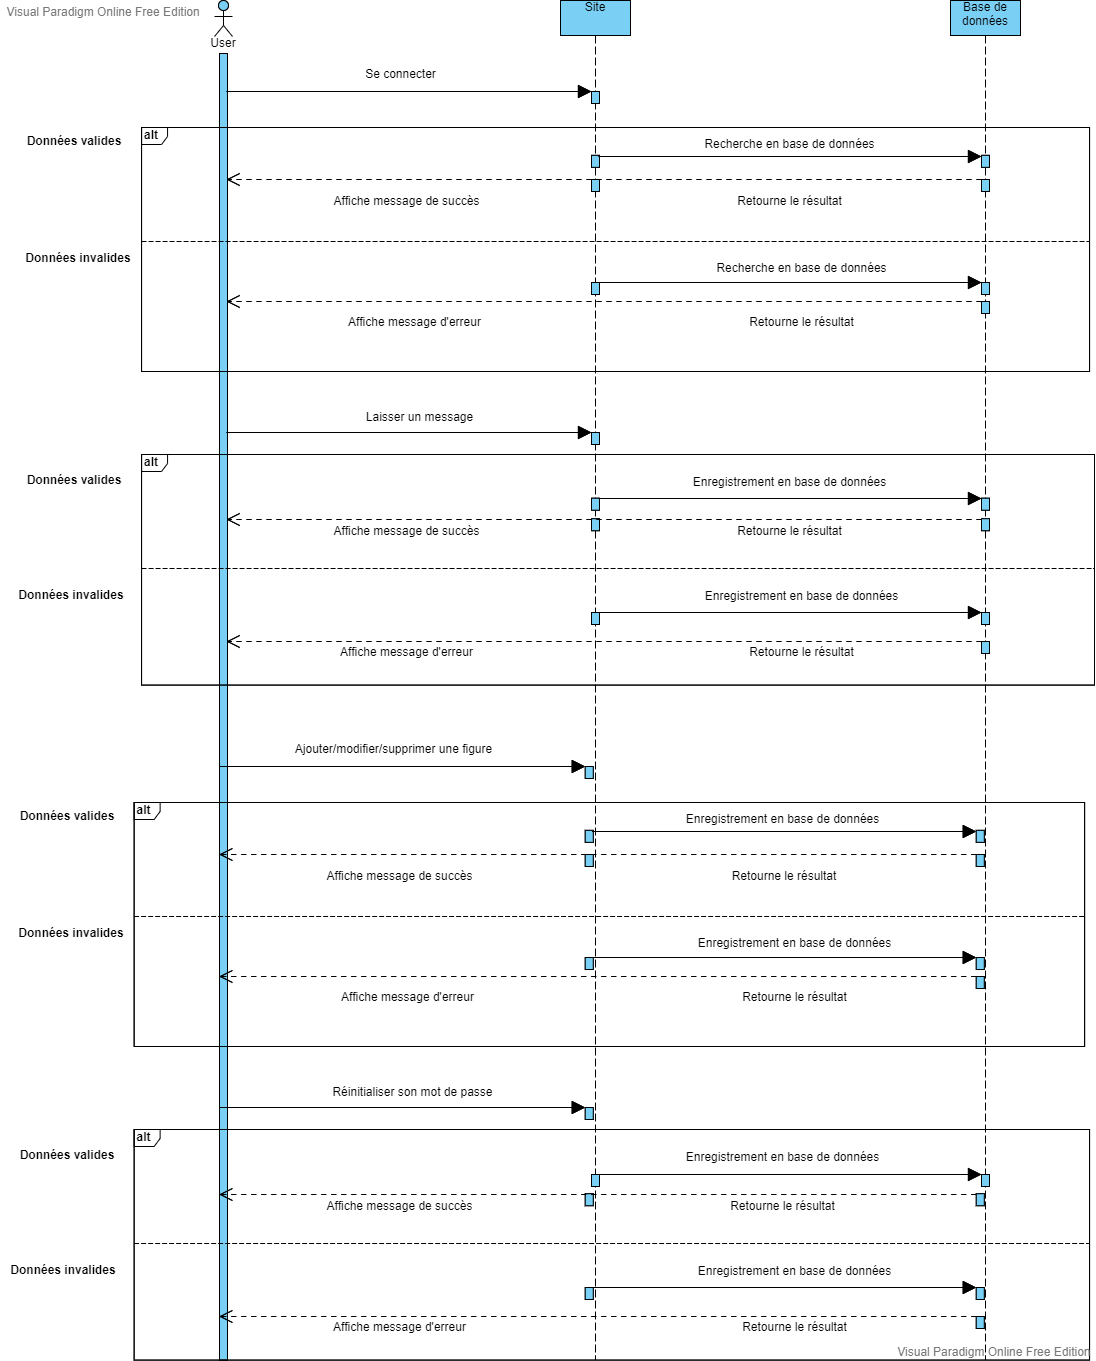 Visual Paradigm Online Free Edition
User
Site
Base de
données
Se connecter
Données valides
alt
Recherche en base de données
Affiche message de succès
Retourne le résultat
Données invalides
Recherche en base de données
Affiche message d'erreur
Retourne le résultat
Laisser un message
alt
Données valides
Enregistrement en base de données
Affiche message de succès
Retourne le résultat
Données invalides
Enregistrement en base de données
Affiche message d'erreur
Retourne le résultat
Ajouter/modifier/supprimer une figure
alt
Données valides
Enregistrement en base de données
Affiche message de succès
Retourne le résultat
Données invalides
Enregistrement en base de données
Affiche message d'erreur
Retourne le résultat
Réinitialiser son mot de passe
alt
Données valides
Enregistrement en base de données
Affiche message de succès
Retourne le résultat
Données invalides
Enregistrement en base de données
Affiche message d'erreur
Retourne le résultat
Visual Paradigm Online Free Edition